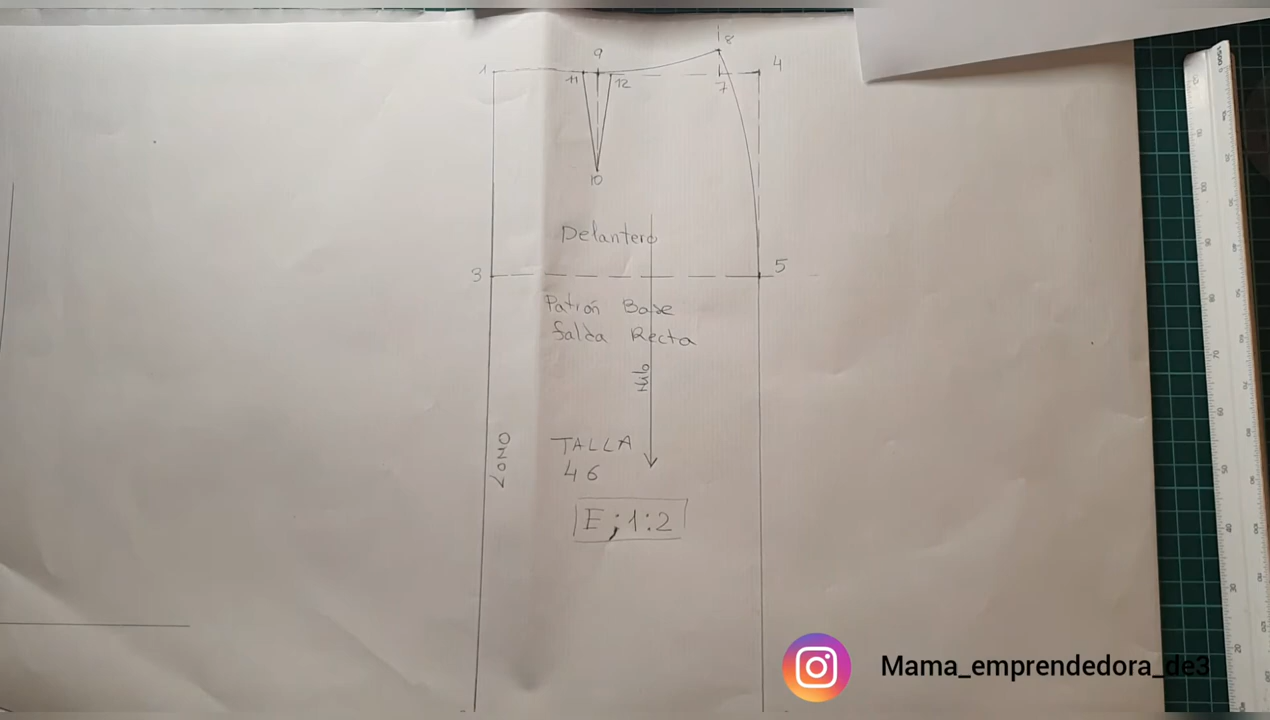 8
9
1
4
11
12
7
10
Delantero
3
5
Patrón Base
falda Recta
Hilo
LOMO
TALLA
46
E;1:2
Mama_emprendedora_de3